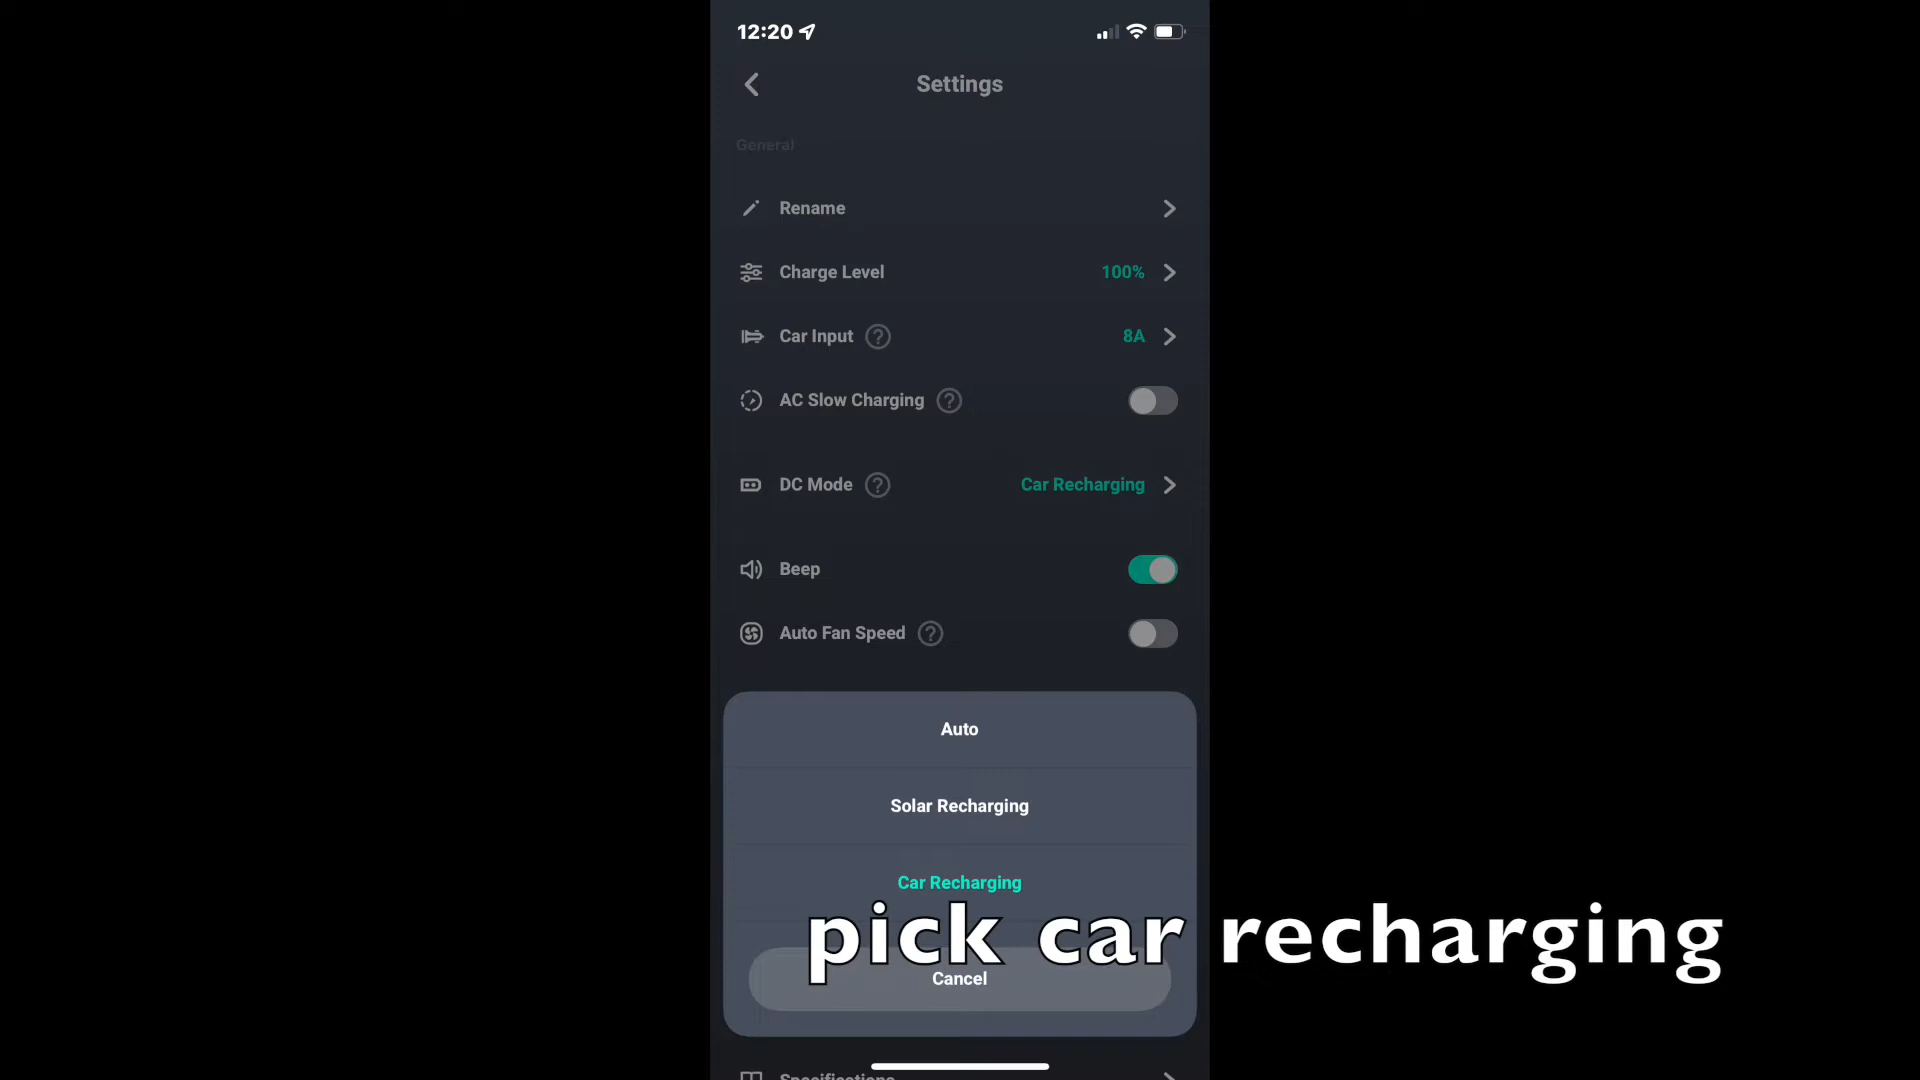 12:20
Settings
General
Rename
Charge Level 100%
Car Input ? 8A
AC Slow Charging ?
DC Mode ? Car Recharging
Beep
Auto Fan Speed ?
Auto
Solar Recharging
Car Recharging
pick car recharging
Cancel
Specifications